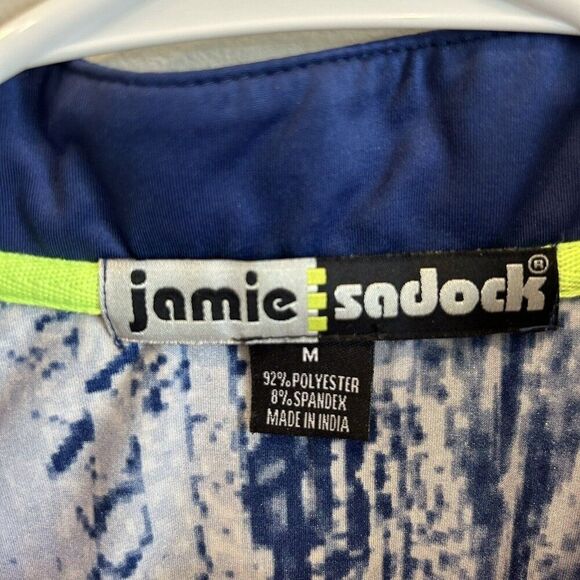 jamie sadock®
M
92% POLYESTER
8% SPANDEX
MADE IN INDIA